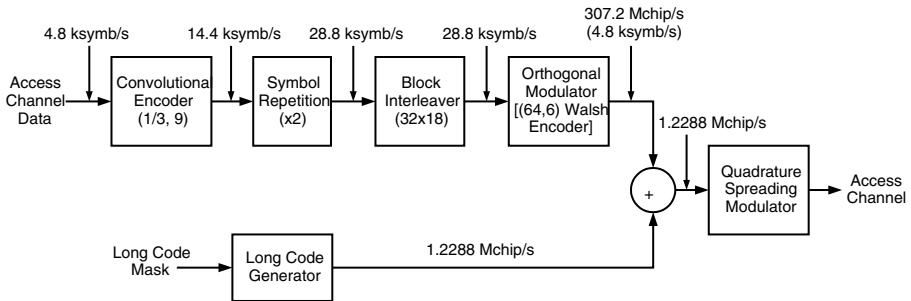 4.8 ksymb/s
14.4 ksymb/s
28.8 ksymb/s
28.8 ksymb/s
307.2 Mchip/s
(4.8 ksymb/s)
Access
Channel
Data
Convolutional
Encoder
(1/3, 9)
Symbol
Repetition
(x2)
Block
Interleaver
(32x18)
Orthogonal
Modulator
[(64,6) Walsh
Encoder]
1.2288 Mchip/s
+
Quadrature
Spreading
Modulator
Access
Channel
Long Code
Mask
Long Code
Generator
1.2288 Mchip/s